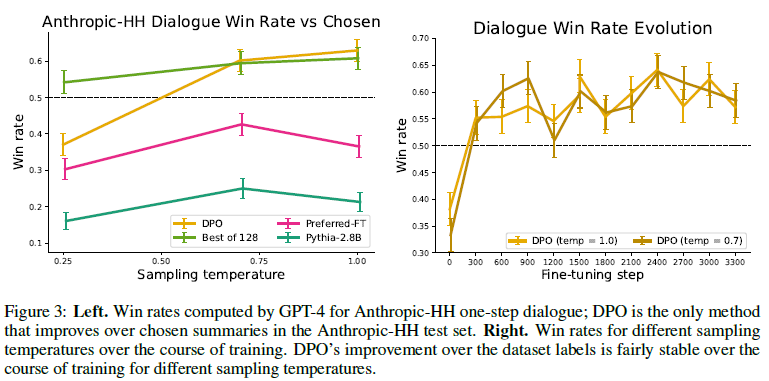 Anthropic-HH Dialogue Win Rate vs Chosen
Win rate
0.6
0.5
0.4
0.3
0.2
0.1
DPO
Best of 128
Preferred-FT
Pythia-2.8B
0.25
0.50
0.75
1.00
Sampling temperature
Dialogue Win Rate Evolution
Win rate
0.70
0.65
0.60
0.55
0.50
0.45
0.40
0.35
0.30
DPO (temp = 1.0)
DPO (temp = 0.7)
0
300
600
900
1200
1500
1800
2100
2400
2700
3000
3300
Fine-tuning step
Figure 3: Left. Win rates computed by GPT-4 for Anthropic-HH one-step dialogue; DPO is the only method
that improves over chosen summaries in the Anthropic-HH test set. Right. Win rates for different sampling
temperatures over the course of training. DPO's improvement over the dataset labels is fairly stable over the
course of training for different sampling temperatures.